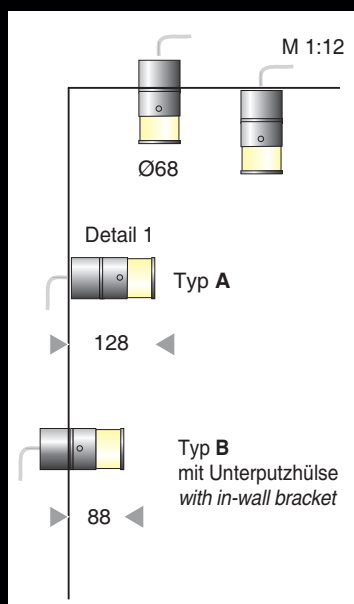 M 1:12
Ø68
Detail 1
Typ A
128
Typ B
mit Unterputzhülse
with in-wall bracket
88